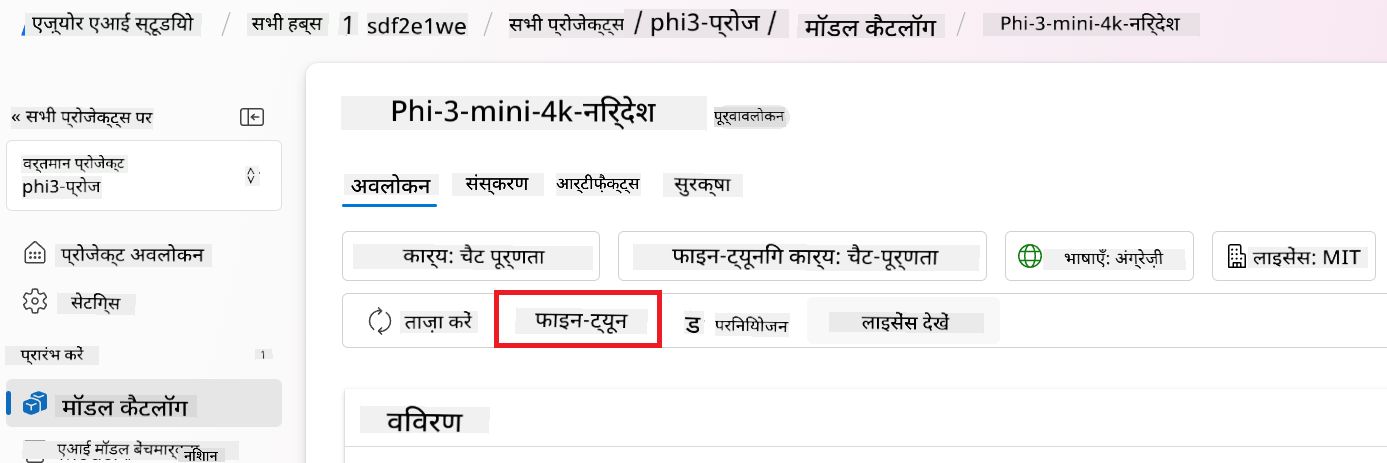 एज्योर एआई स्टूडियो / सभी हब्स 1 sdf2e1we / सभी प्रोजेक्ट्स / phi3-प्रोज / मॉडल कैटलॉग / Phi-3-mini-4k-निर्देश
« सभी प्रोजेक्ट्स पर
वर्तमान प्रोजेक्ट
phi3-प्रोज
प्रोजेक्ट अवलोकन
सेटिंग्स
प्रारंभ करें 1
मॉडल कैटलॉग
एआई मॉडल बेंचमार्क
निशान
Phi-3-mini-4k-निर्देश पूर्वावलोकन
अवलोकन संस्करण आर्टीफ़ैक्ट्स सुरक्षा
कार्य: चैट पूर्णता फाइन-ट्यूनिंग कार्य: चैट-पूर्णता भाषाएँ: अंग्रेज़ी लाइसेंस: MIT
ताज़ा करें फाइन-ट्यून ड परिनियोजन लाइसेंस देखें
विवरण